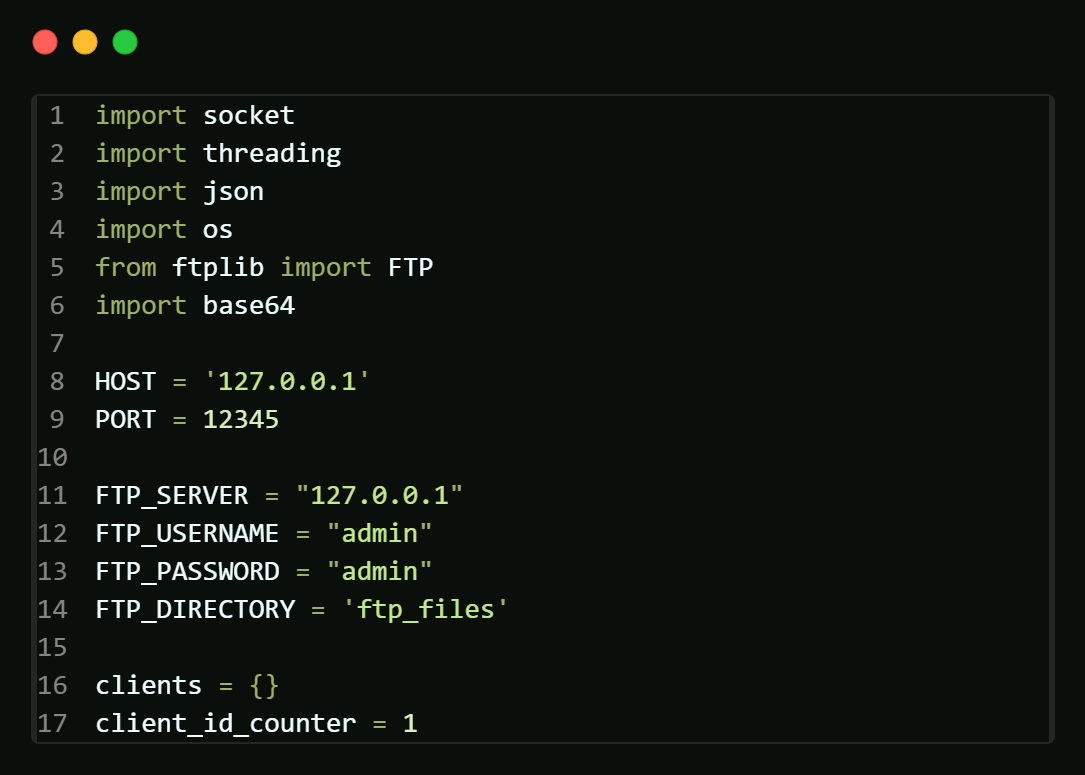 1 import socket
2 import threading
3 import json
4 import os
5 from ftplib import FTP
6 import base64
7
8 HOST = '127.0.0.1'
9 PORT = 12345
10
11 FTP_SERVER = "127.0.0.1"
12 FTP_USERNAME = "admin"
13 FTP_PASSWORD = "admin"
14 FTP_DIRECTORY = 'ftp_files'
15
16 clients = {}
17 client_id_counter = 1